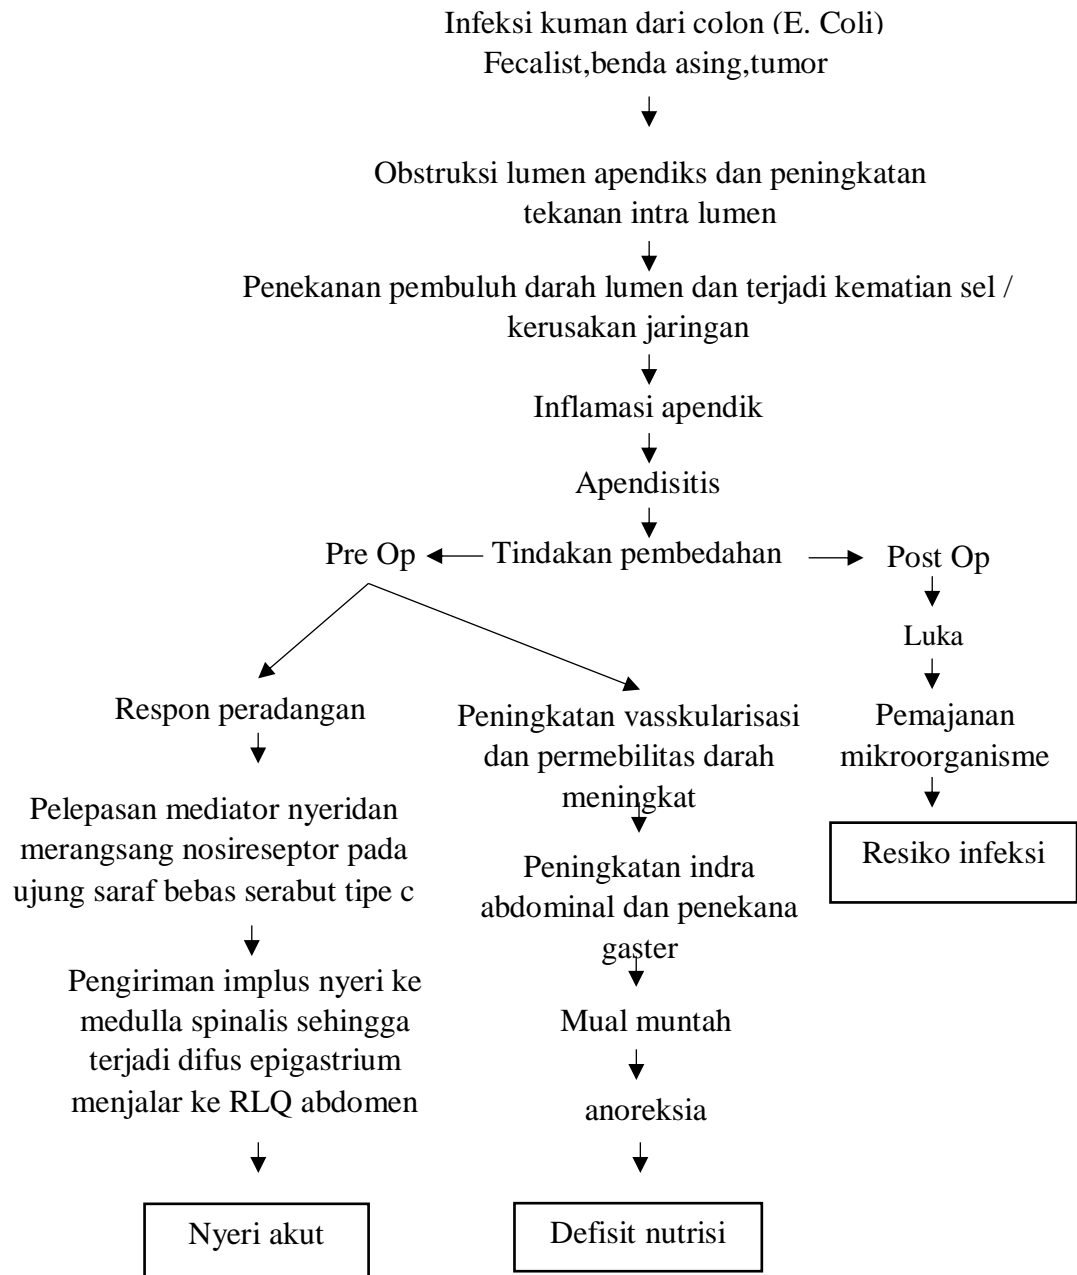 Infeksi kuman dari colon (E. Coli)
Fecalist,benda asing,tumor
Obstruksi lumen apendiks dan peningkatan
tekanan intra lumen
Penekanan pembuluh darah lumen dan terjadi kematian sel /
kerusakan jaringan
Inflamasi apendik
Apendisitis
Pre Op
Tindakan pembedahan
Post Op
Respon peradangan
Pelepasan mediator nyeridan
merangsang nosireseptor pada
ujung saraf bebas serabut tipe c
Pengiriman implus nyeri ke
medulla spinalis sehingga
terjadi difus epigastrium
menjalar ke RLQ abdomen
Nyeri akut
Peningkatan vasskularisasi
dan permebilitas darah
meningkat
Peningkatan indra
abdominal dan penekana
gaster
Mual muntah
anoreksia
Defisit nutrisi
Luka
Pemajanan
mikroorganisme
Resiko infeksi